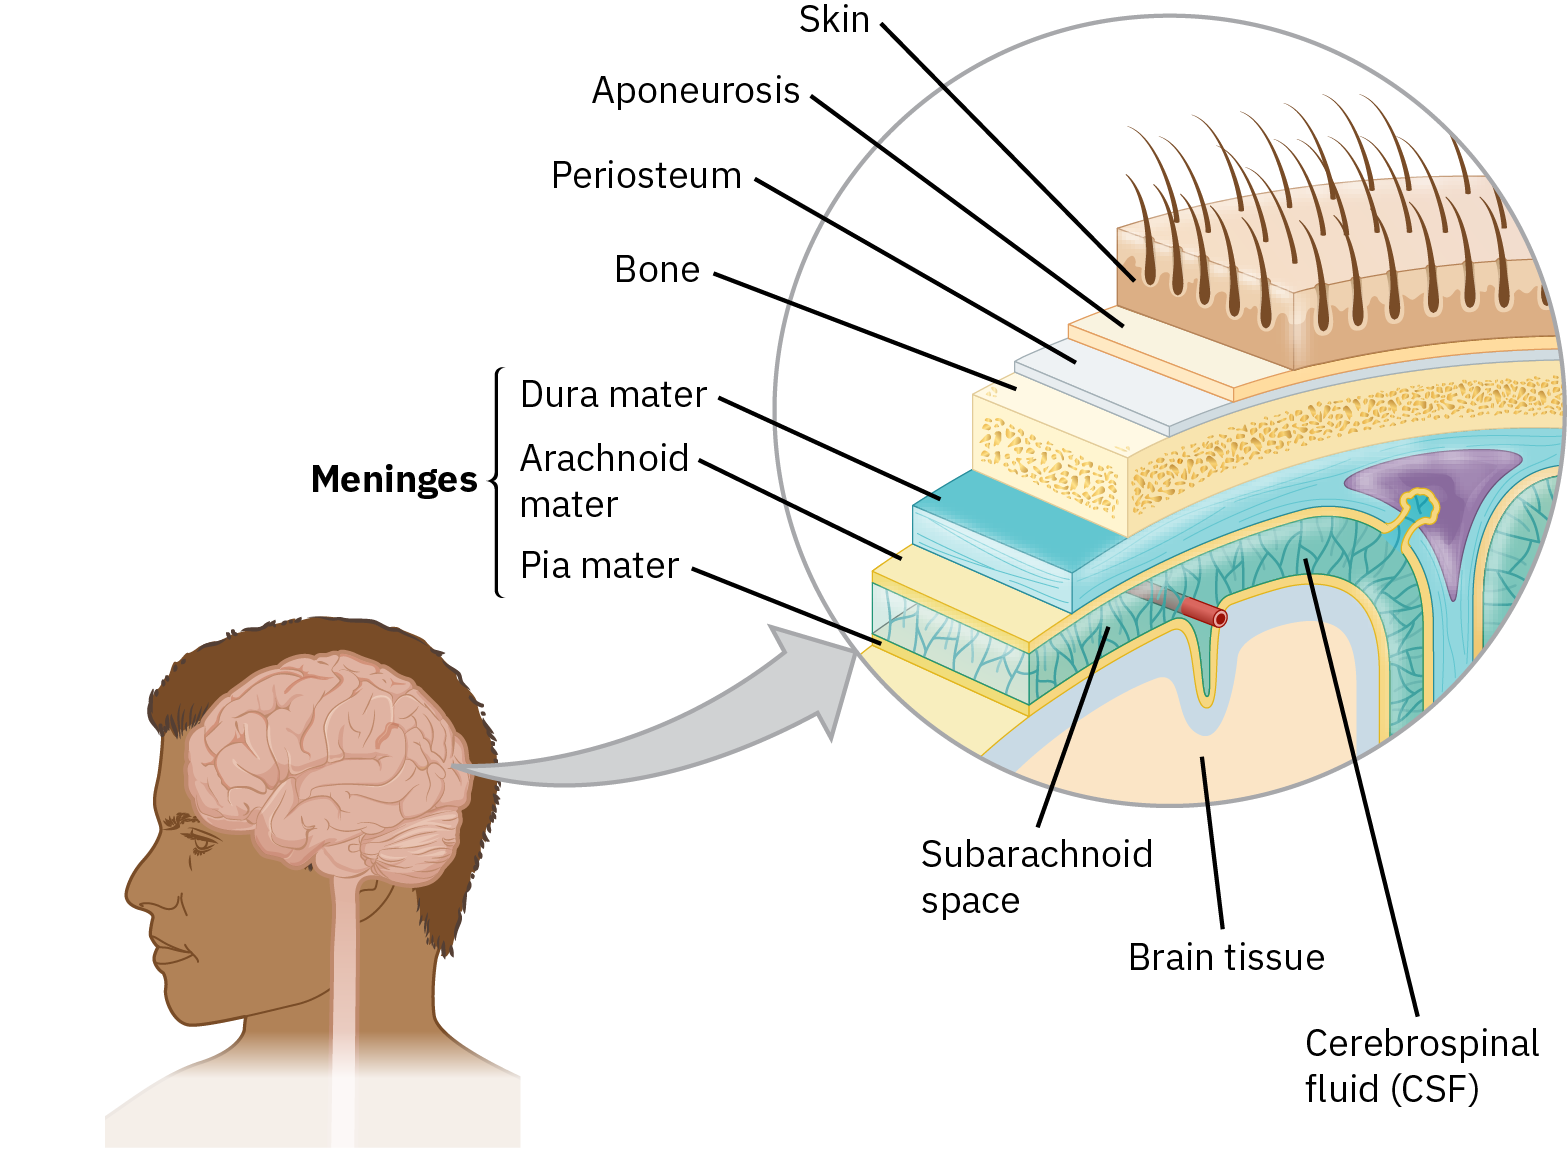 Skin
Aponeurosis
Periosteum
Bone
Meninges
Dura mater
Arachnoid
mater
Pia mater
Subarachnoid
space
Brain tissue
Cerebrospinal
fluid (CSF)